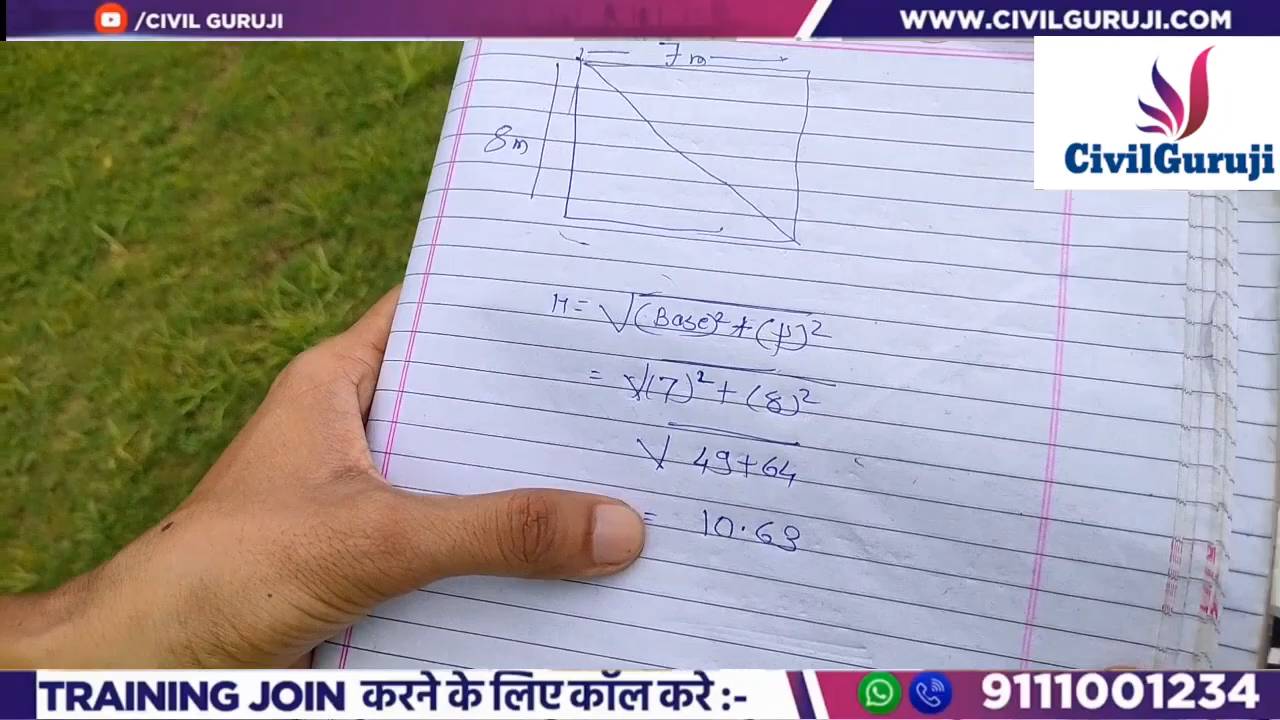 /CIVIL GURUJI
WWW.CIVILGURUJI.COM
CivilGuruji
7m
8m
H = √(Base)² + (P)²
= √(7)² + (8)²
√49+64
= 10.63
TRAINING JOIN करने के लिए कॉल करे :-
9111001234